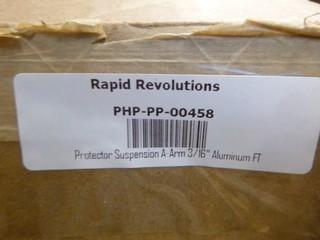 Rapid Revolutions
PHP-PP-00458
Protector Suspension A-Arm 3/16" Aluminum FT